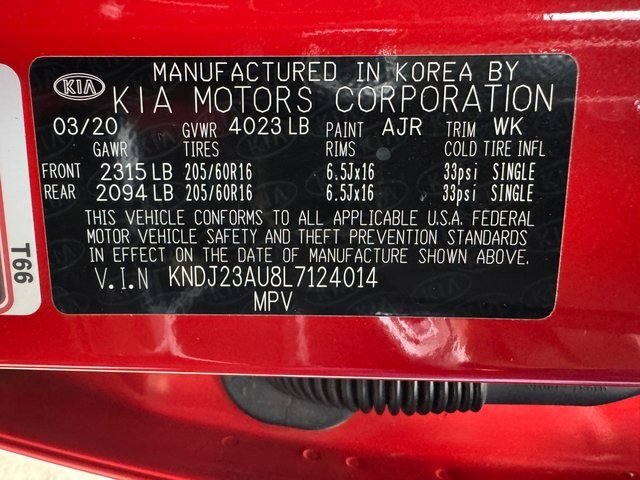 MANUFACTURED IN KOREA BY
KIA KIA MOTORS CORPORATION
03/20 GVWR 4023 LB PAINT AJR TRIM WK
GAWR TIRES RIMS COLD TIRE INFL
FRONT 2315 LB 205/60R16 6.5Jx16 33psi SINGLE
REAR 2094 LB 205/60R16 6.5Jx16 33psi SINGLE
THIS VEHICLE CONFORMS TO ALL APPLICABLE U.S.A. FEDERAL
MOTOR VEHICLE SAFETY AND THEFT PREVENTION STANDARDS
IN EFFECT ON THE DATE OF MANUFACTURE SHOWN ABOVE.
V.I.N KNDJ23AU8L7124014
MPV
T66